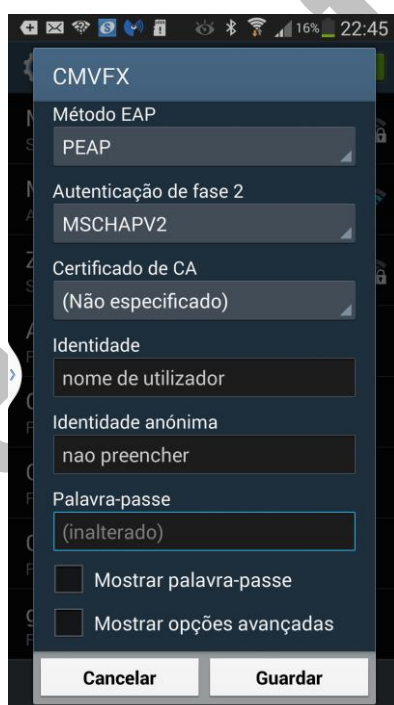 16% 22:45
CMVFX
Método EAP
PEAP
Autenticação de fase 2
MSCHAPV2
Certificado de CA
(Não especificado)
Identidade
nome de utilizador
Identidade anónima
nao preencher
Palavra-passe
(inalterado)
Mostrar palavra-passe
Mostrar opções avançadas
Cancelar Guardar